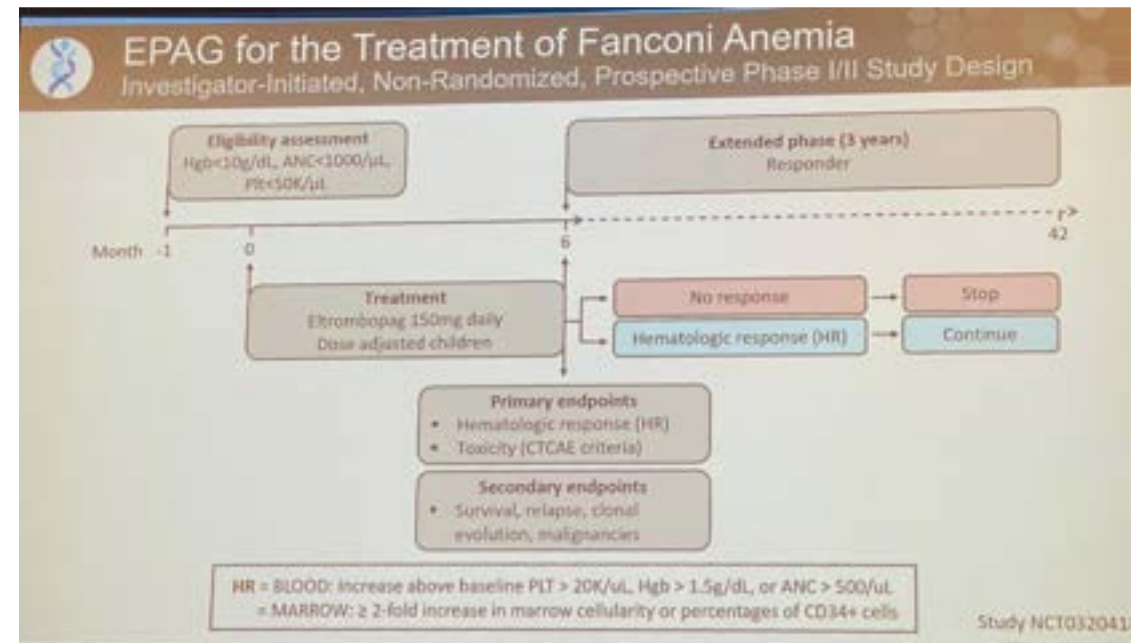 EPAG for the Treatment of Fanconi Anemia
Investigator-Initiated, Non-Randomized, Prospective Phase I/II Study Design
Eligibility assessment
Hgb<10g/dL, ANC<1000/µL,
Plt<50K/µL
Extended phase (3 years)
Responder
Month -1 0 6 42
Treatment
Eltrombopag 150mg daily
Dose adjusted children
No response
Stop
Hematologic response (HR)
Continue
Primary endpoints
• Hematologic response (HR)
• Toxicity (CTCAE criteria)
Secondary endpoints
• Survival, relapse, clonal
evolution, malignancies
HR = BLOOD: Increase above baseline PLT > 20K/uL, Hgb > 1.5g/dL, or ANC > 500/uL
= MARROW: ≥ 2-fold increase in marrow cellularity or percentages of CD34+ cells
Study NCT032041